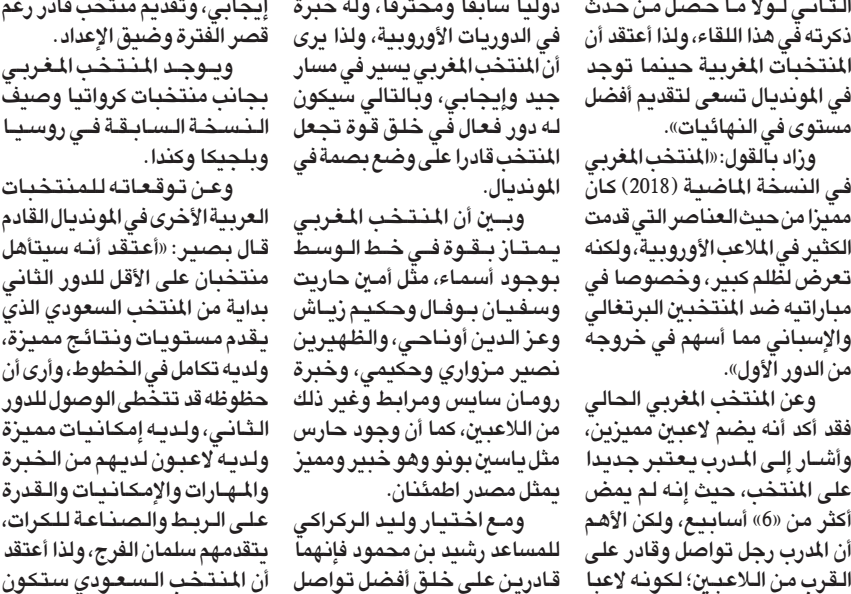 الثاني لولا ما حصل من حدث
ذكرته في هذا اللقاء، ولذا أعتقد أن
المنتخبات المغربية حينما توجد
في المونديال تسعى لتقديم أفضل
مستوى في النهائيات».
وزاد بالقول: «المنتخب المغربي
في النسخة الماضية (2018) كان
مميزا من حيث العناصر التي قدمت
الكثير في الملاعب الأوروبية، ولكنه
تعرض لظلم كبير، وخصوصا في
مباراتيه ضد المنتخبين البرتغالي
والإسباني مما أسهم في خروجه
من الدور الأول».
وعن المنتخب المغربي الحالي
فقد أكد أنه يضم لاعبين مميزين،
وأشار إلى المدرب يعتبر جديدا
على المنتخب، حيث إنه لم يمض
أكثر من «6» أسابيع، ولكن الأهم
أن المدرب رجل تواصل وقادر على
القرب من اللاعبين؛ لكونه لاعبا
دوليا سابقا ومحترفا، وله خبرة
في الدوريات الأوروبية، ولذا يرى
أن المنتخب المغربي يسير في مسار
جيد وإيجابي، وبالتالي سيكون
له دور فعال في خلق قوة تجعل
المنتخب قادرا على وضع بصمة في
المونديال.
وبين أن المنتخب المغربي
يمتاز بقوة في خط الوسط
بوجود أسماء، مثل أمين حاريت
وسفيان بوفال وحكيم زياش
وعز الدين أوناحي، والظهيرين
نصير مزواري وحكيمي، وخبرة
رومان سايس ومرابط وغير ذلك
من اللاعبين، كما أن وجود حارس
مثل ياسين بونو وهو خبير ومميز
يمثل مصدر اطمئنان.
ومع اختيار وليد الركراكي
للمساعد رشيد بن محمود فإنهما
قادرين على خلق أفضل تواصل
إيجابي، وتقديم منتخب قادر رغم
قصر الفترة وضيق الإعداد.
ويوجد المنتخب المغربي
بجانب منتخبات كرواتيا وصيف
النسخة السابقة في روسيا
وبلجيكا وكندا.
وعن توقعاته للمنتخبات
العربية الأخرى في المونديال القادم
قال بصير: «أعتقد أنه سيتأهل
منتخبان على الأقل للدور الثاني
بداية من المنتخب السعودي الذي
يقدم مستويات ونتائج مميزة،
ولديه تكامل في الخطوط، وأرى أن
حظوظه قد تتخطى الوصول للدور
الثاني، ولديه إمكانيات مميزة
ولديه لاعبون لديهم من الخبرة
والمهارات والإمكانيات والقدرة
على الربط والصناعة للكرات،
يتقدمهم سلمان الفرج، ولذا أعتقد
أن المنتخب السعودي ستكون